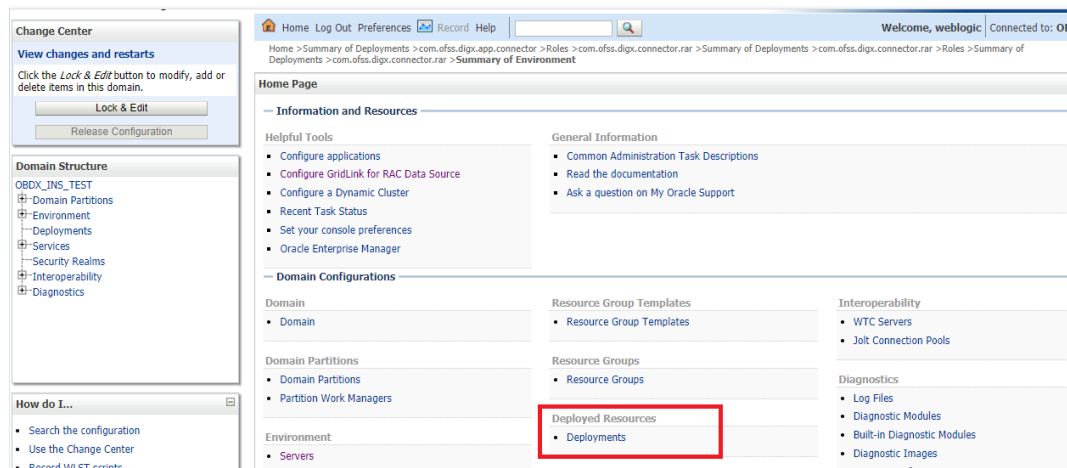 Change Center
View changes and restarts
Click the Lock & Edit button to modify, add or
delete items in this domain.
Lock & Edit
Release Configuration
Domain Structure
OBDX_INS_TEST
Domain Partitions
Environment
Deployments
Services
Security Realms
Interoperability
Diagnostics
How do I...
Search the configuration
Use the Change Center
Record WLST scripts
Home Log Out Preferences Record Help
Welcome, weblogic Connected to:
Home >Summary of Deployments >com.ofss.digx.app.connector >Roles >com.ofss.digx.connector.rar >Summary of Deployments >com.ofss.digx.connector.rar >Roles >Summary of
Deployments >com.ofss.digx.connector.rar >Summary of Environment
Home Page
Information and Resources
Helpful Tools
Configure applications
Configure GridLink for RAC Data Source
Configure a Dynamic Cluster
Recent Task Status
Set your console preferences
Oracle Enterprise Manager
General Information
Common Administration Task Descriptions
Read the documentation
Ask a question on My Oracle Support
Domain Configurations
Domain
Domain
Domain Partitions
Domain Partitions
Partition Work Managers
Environment
Servers
Resource Group Templates
Resource Group Templates
Resource Groups
Resource Groups
Deployed Resources
Deployments
Interoperability
WTC Servers
Jolt Connection Pools
Diagnostics
Log Files
Diagnostic Modules
Built-in Diagnostic Modules
Diagnostic Images